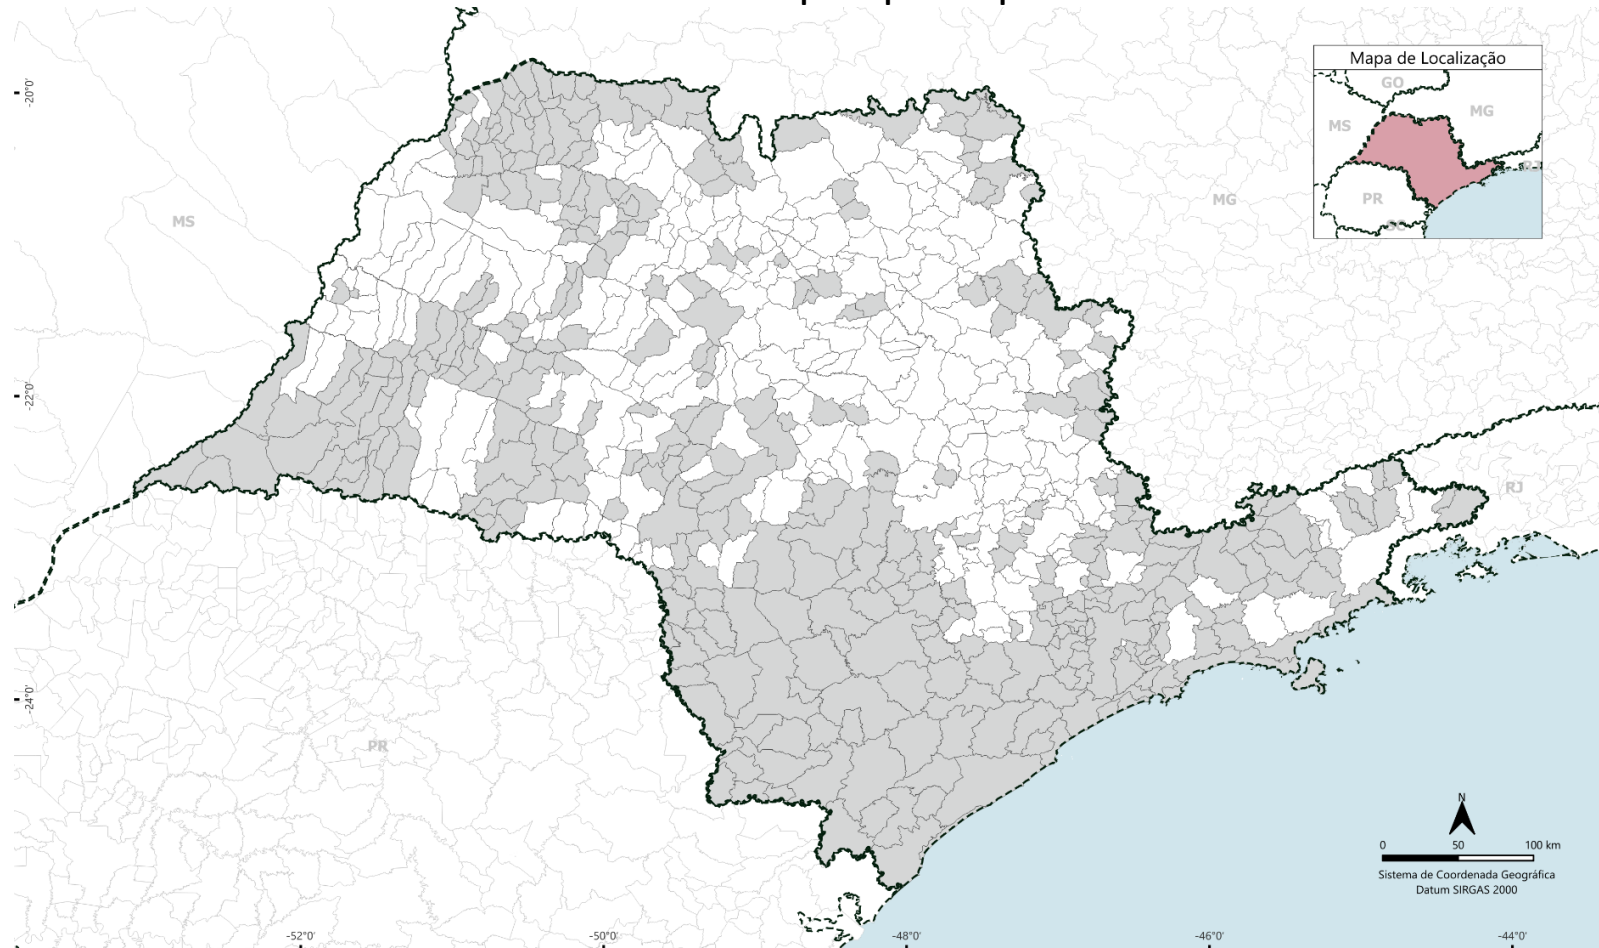 Mapa de Localização
GO
MG
MS
RJ
PR
-20°0'
MS
MG
-22°0'
RJ
-24°0'
PR
N
0 50 100 km
Sistema de Coordenada Geográfica
Datum SIRGAS 2000
-52°0' -50°0' -48°0' -46°0' -44°0'